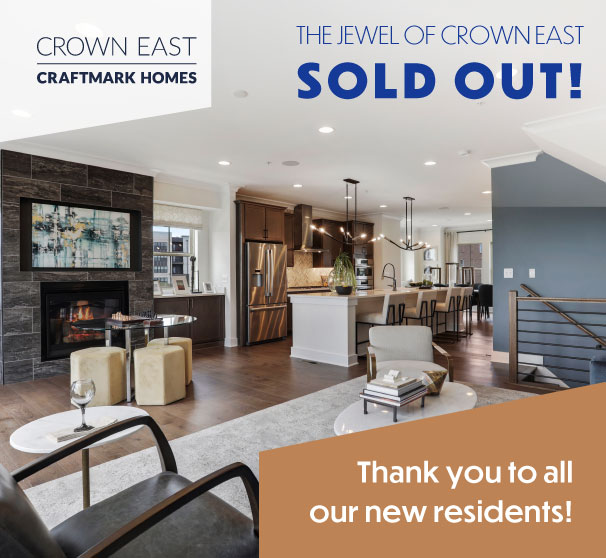 CROWN EAST
CRAFTMARK HOMES
THE JEWEL OF CROWN EAST
SOLD OUT!
Thank you to all
our new residents!